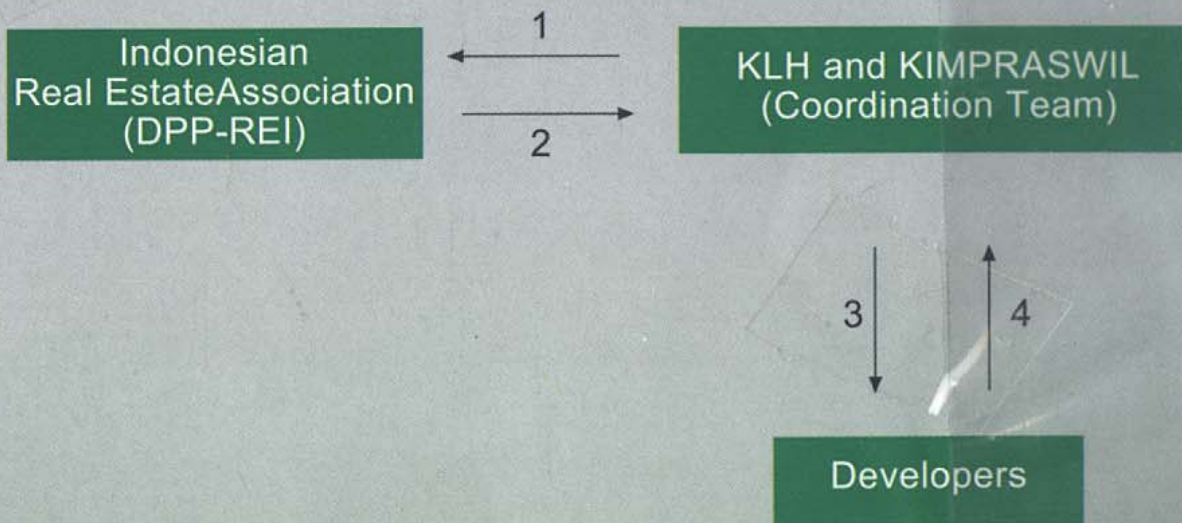 Indonesian
Real EstateAssociation
(DPP-REI)
1
2
KLH and KIMPRASWIL
(Coordination Team)
3
4
Developers